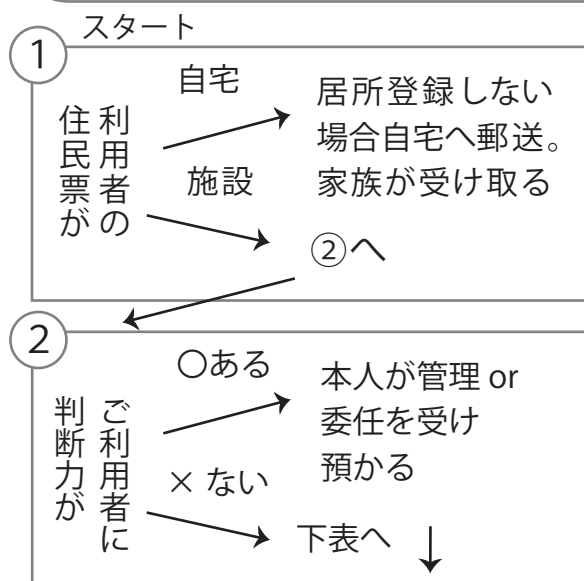 スタート
1
利用者の
住民票が
自宅
居所登録しない
場合自宅へ郵送。
家族が受け取る
施設
②へ
2
ご利用者に
判断力が
〇ある
本人が管理 or
委任を受け
預かる
× ない
下表へ